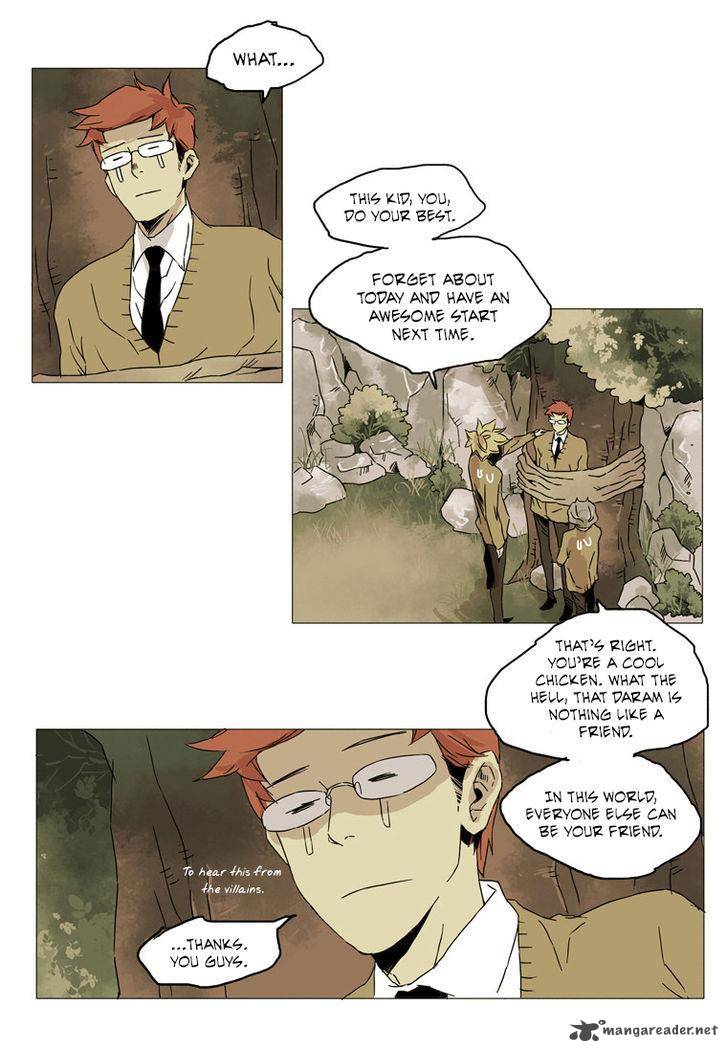 WHAT...
THIS KID, YOU,
DO YOUR BEST.
FORGET ABOUT
TODAY AND HAVE AN
AWESOME START
NEXT TIME.
THAT'S RIGHT.
YOU'RE A COOL
CHICKEN. WHAT THE
HELL, THAT DARAM IS
NOTHING LIKE A
FRIEND.
IN THIS WORLD,
EVERYONE ELSE CAN
BE YOUR FRIEND.
To hear this from
the villains.
...THANKS.
YOU GUYS.
mangareader.net